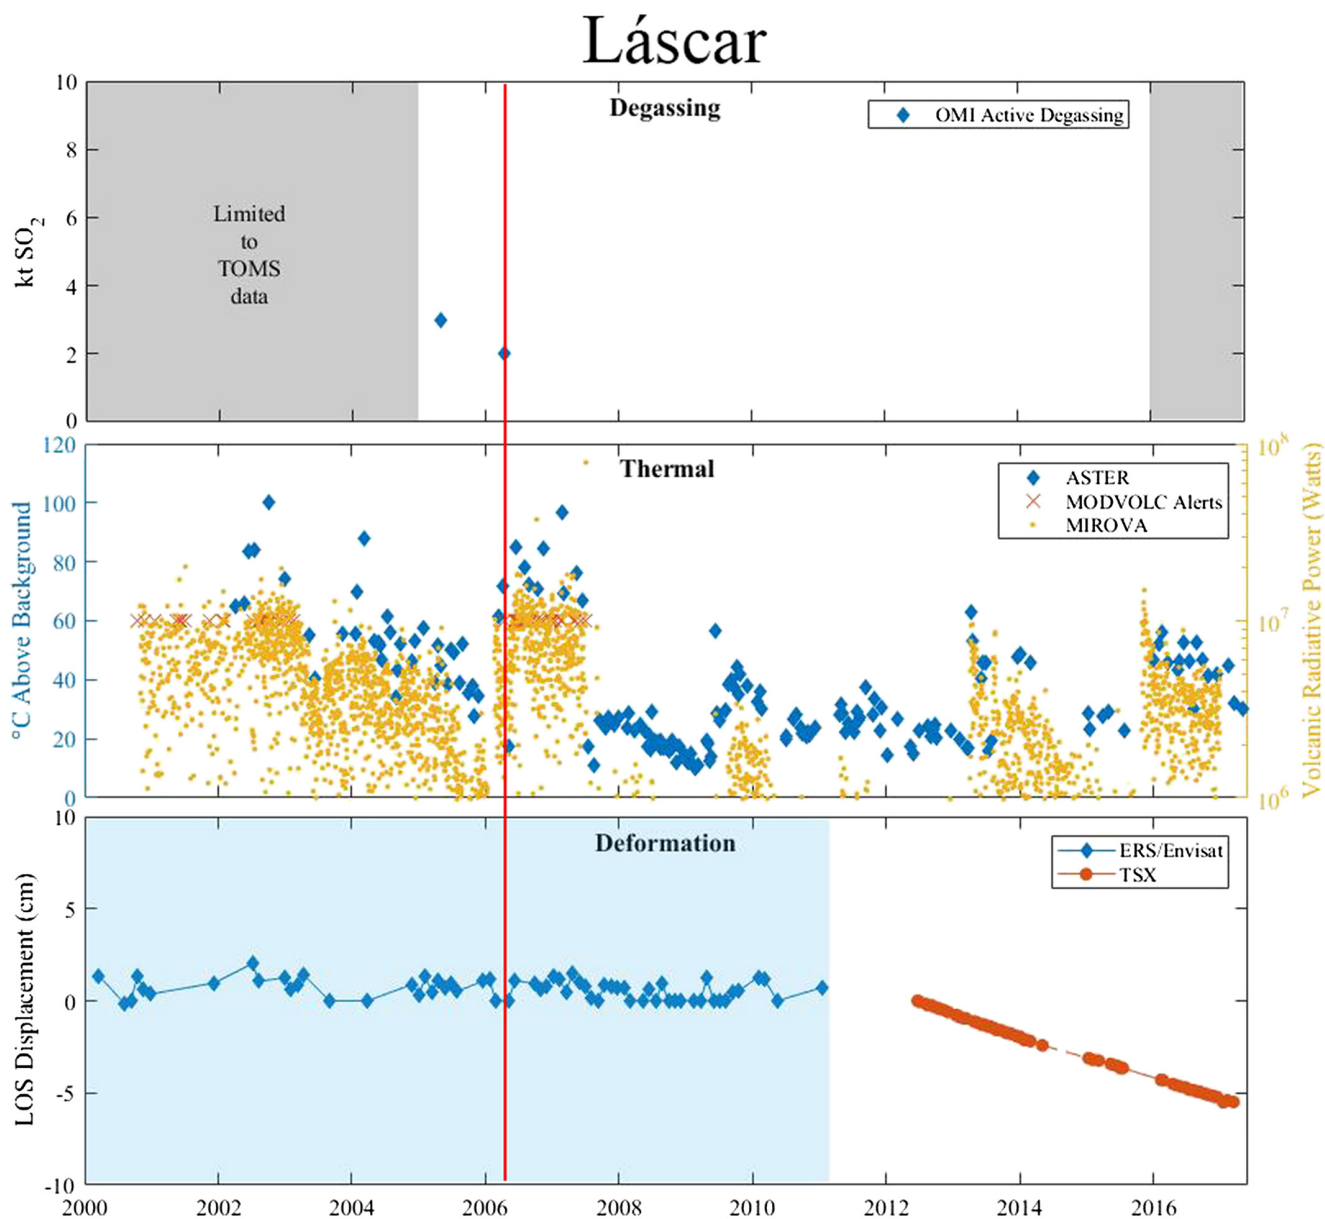 Láscar
Degassing
OMI Active Degassing
Limited
to
TOMS
data
kt SO₂
10
8
6
4
2
0
Thermal
ASTER
MODVOLC Alerts
MIROVA
°C Above Background
120
100
80
60
40
20
0
Volcanic Radiative Power (Watts)
10⁸
10⁷
10⁶
Deformation
ERS/Envisat
TSX
LOS Displacement (cm)
10
5
0
-5
-10
2000 2002 2004 2006 2008 2010 2012 2014 2016